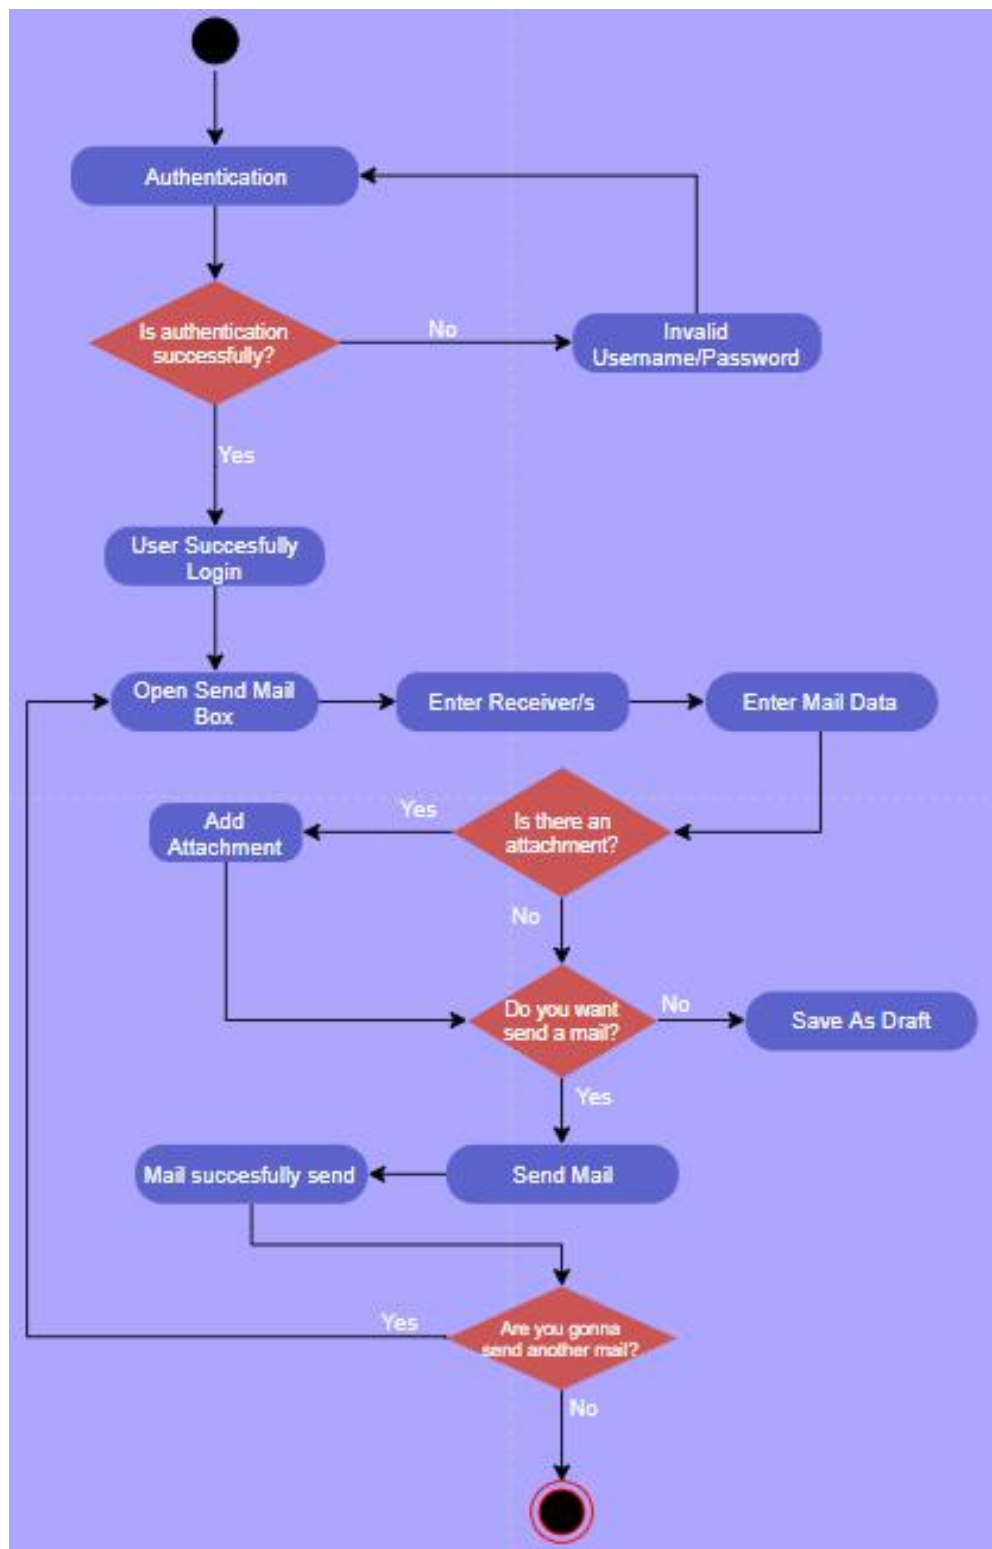 Authentication
Is authentication
successfully?
No
Invalid
Username/Password
Yes
User Succesfully
Login
Open Send Mail
Box
Enter Receiver/s
Enter Mail Data
Add
Attachment
Yes
Is there an
attachment?
No
Do you want
send a mail?
No
Save As Draft
Yes
Mail succesfully send
Send Mail
Yes
Are you gonna
send another mail?
No